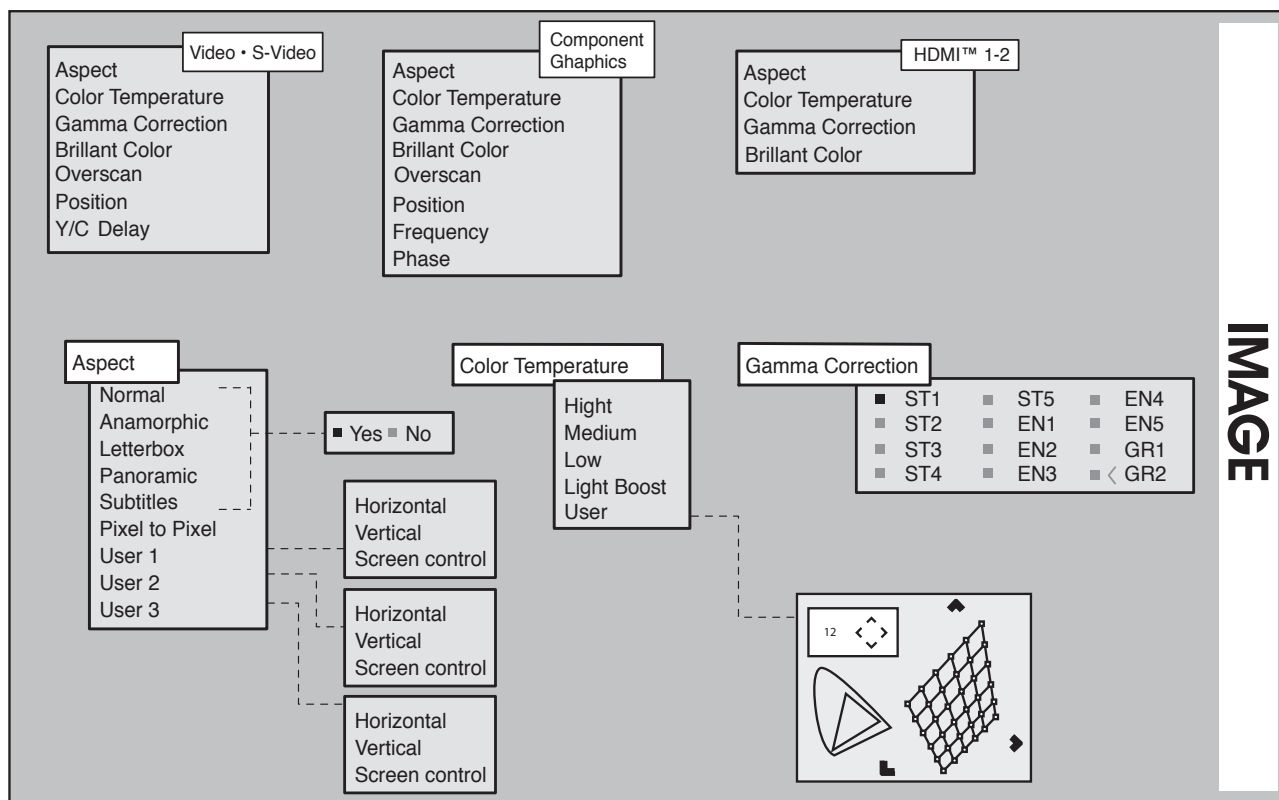 Video • S-Video
Aspect
Color Temperature
Gamma Correction
Brillant Color
Overscan
Position
Y/C Delay
Component
Ghaphics
Aspect
Color Temperature
Gamma Correction
Brillant Color
Overscan
Position
Frequency
Phase
HDMI™ 1-2
Aspect
Color Temperature
Gamma Correction
Brillant Color
IMAGE
Aspect
Normal
Anamorphic
Letterbox
Panoramic
Subtitles
Pixel to Pixel
User 1
User 2
User 3
Yes No
Horizontal
Vertical
Screen control
Horizontal
Vertical
Screen control
Horizontal
Vertical
Screen control
Color Temperature
Hight
Medium
Low
Light Boost
User
12
Gamma Correction
ST1 ST5 EN4
ST2 EN1 EN5
ST3 EN2 GR1
ST4 EN3 GR2